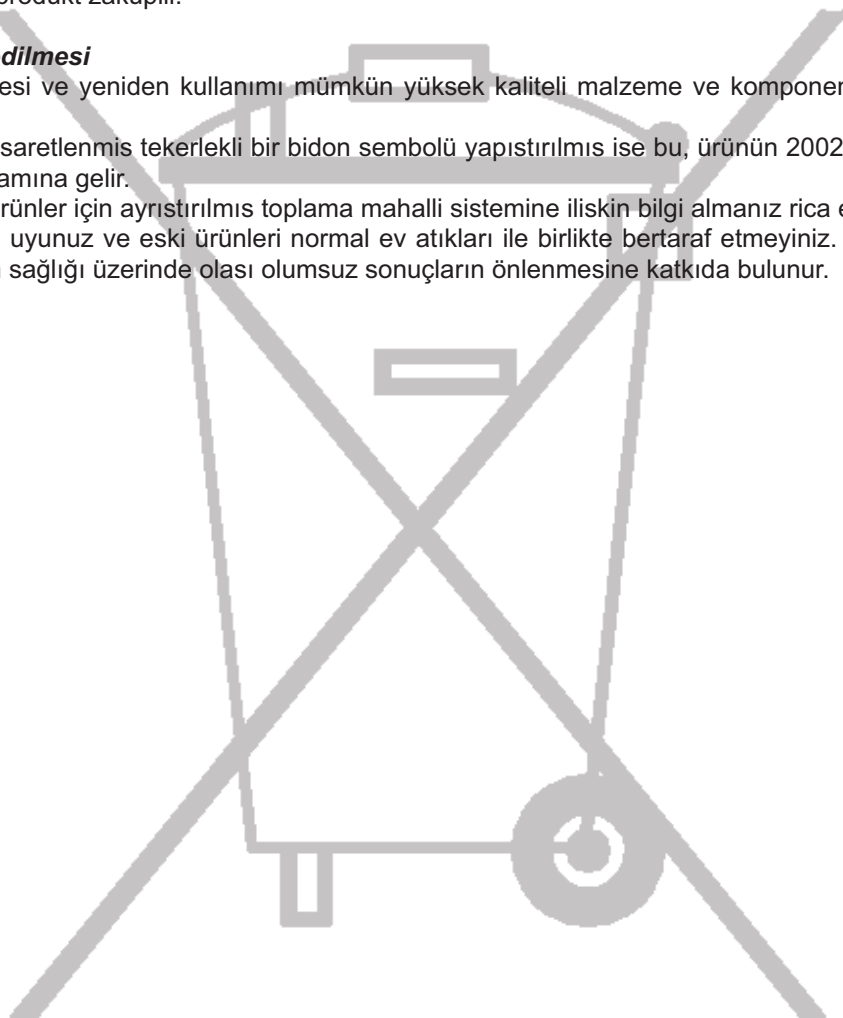 produkt zakupili.
dilmesi
esi ve yeniden kullanımı mümkün yüksek kaliteli malzeme ve komponen
saretlenmis tekerlekli bir bidon sembolü yapıstırılmıs ise bu, ürünün 2002
amına gelir.
rünler için ayrıstırılmıs toplama mahalli sistemine iliskin bilgi almanız rica e
uyunuz ve eski ürünleri normal ev atıkları ile birlikte bertaraf etmeyiniz.
sağlığı üzerinde olası olumsuz sonuçların önlenmesine katkıda bulunur.